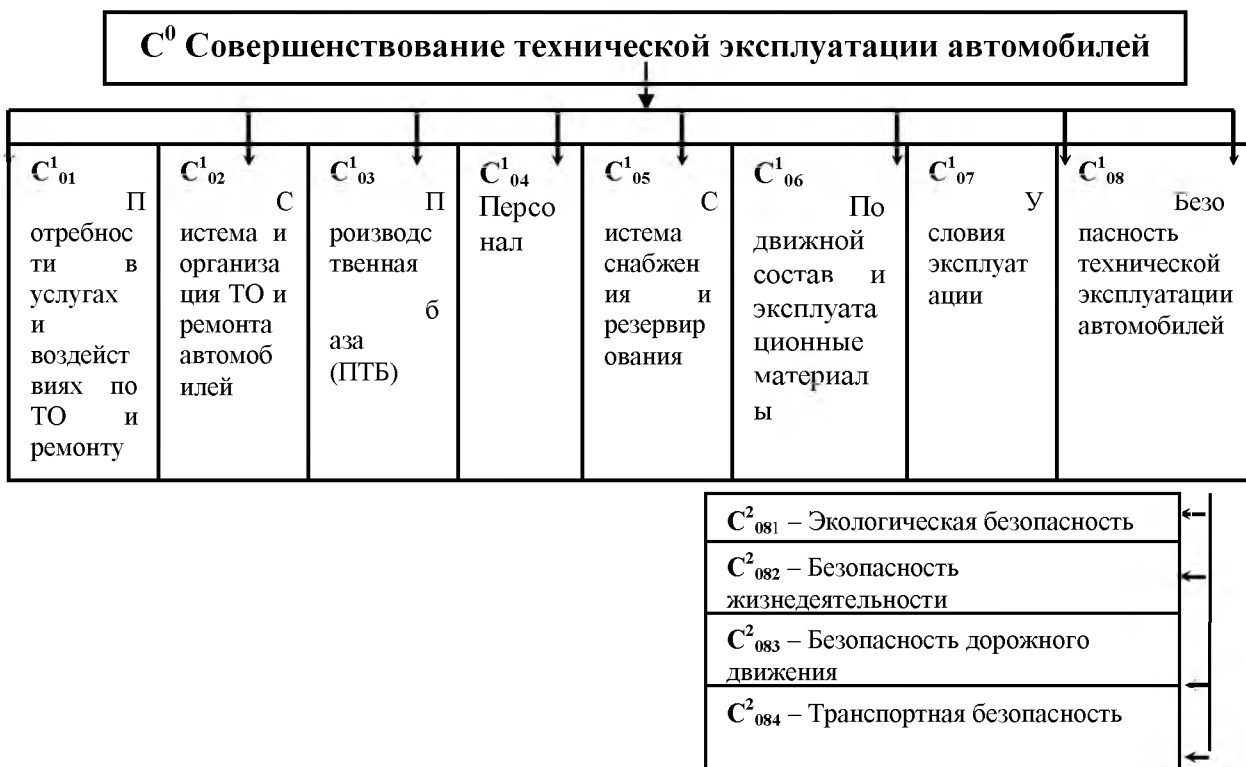 C⁰ Совершенствование технической эксплуатации автомобилей
C¹₀₁
П
отребнос
ти в
услугах
и
воздейст
виях по
ТО и
ремонту
C¹₀₂
С
истема и
организа
ция ТО и
ремонта
автомоб
илей
C¹₀₃
П
роизводс
твенная
б
аза
(ПТБ)
C¹₀₄
Персо
нал
C¹₀₅
С
истема
снабжен
ия и
резервир
ования
C¹₀₆
По
движной
состав и
эксплуата
ционные
материал
ы
C¹₀₇
У
словия
эксплуат
ации
C¹₀₈
Безо
пасность
технической
эксплуатации
автомобилей
C²₀₈₁ – Экологическая безопасность
C²₀₈₂ – Безопасность
жизнедеятельности
C²₀₈₃ – Безопасность дорожного
движения
C²₀₈₄ – Транспортная безопасность